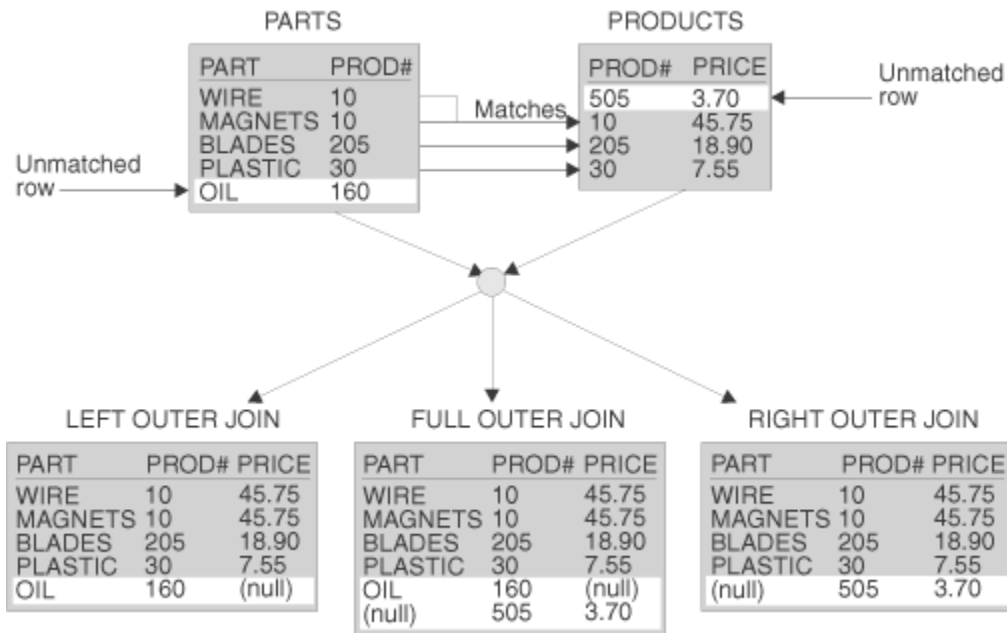 PARTS
PART PROD#
WIRE 10
MAGNETS 10
BLADES 205
PLASTIC 30
OIL 160
PRODUCTS
PROD# PRICE
505 3.70
10 45.75
205 18.90
30 7.55
Matches
Unmatched
row
Unmatched
row
LEFT OUTER JOIN
PART PROD# PRICE
WIRE 10 45.75
MAGNETS 10 45.75
BLADES 205 18.90
PLASTIC 30 7.55
OIL 160 (null)
FULL OUTER JOIN
PART PROD# PRICE
WIRE 10 45.75
MAGNETS 10 45.75
BLADES 205 18.90
PLASTIC 30 7.55
OIL 160 (null)
(null) 505 3.70
RIGHT OUTER JOIN
PART PROD# PRICE
WIRE 10 45.75
MAGNETS 10 45.75
BLADES 205 18.90
PLASTIC 30 7.55
(null) 505 3.70